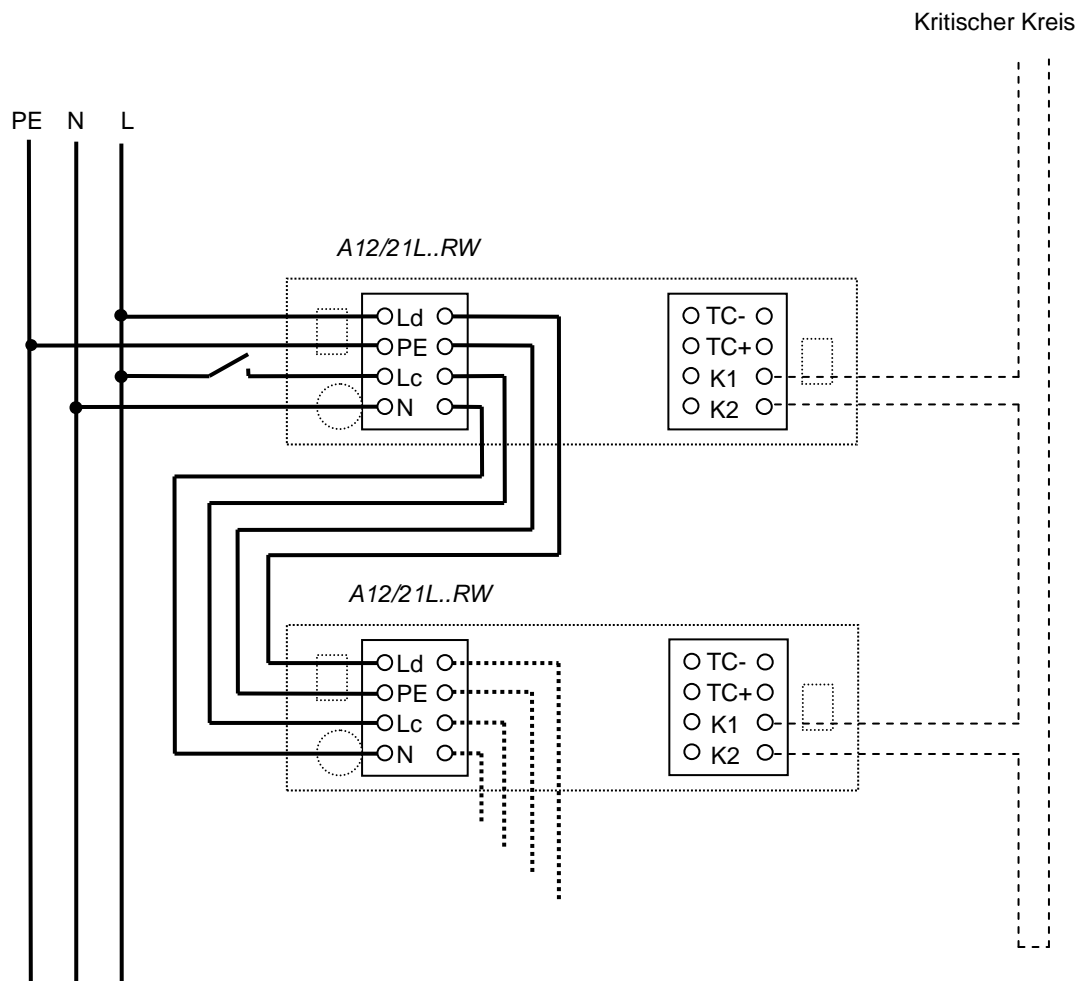 Kritischer Kreis
PE N L
A12/21L..RW
Ld
PE
Lc
N
TC-
TC+
K1
K2
A12/21L..RW
Ld
PE
Lc
N
TC-
TC+
K1
K2